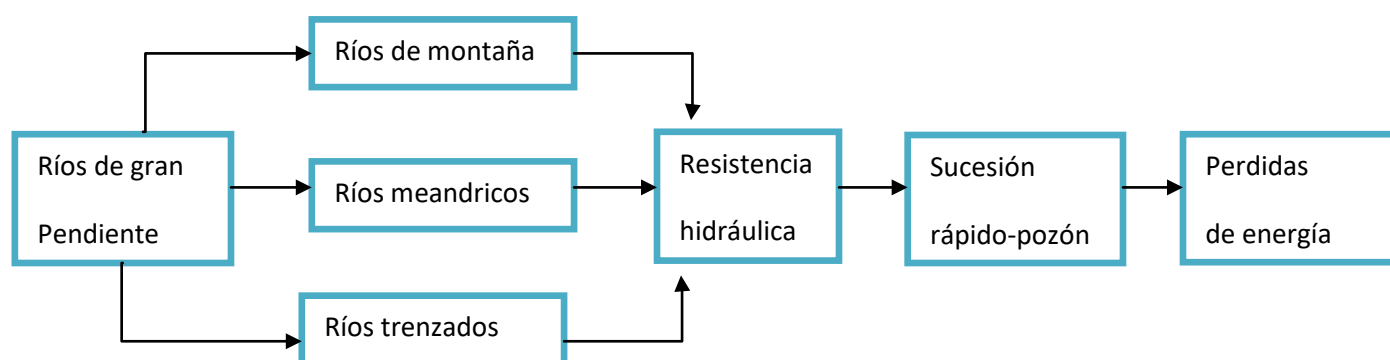 Ríos de montaña
Ríos de gran
Pendiente
Ríos meandricos
Ríos trenzados
Resistencia
hidráulica
Sucesión
rápido-pozón
Perdidas
de energía